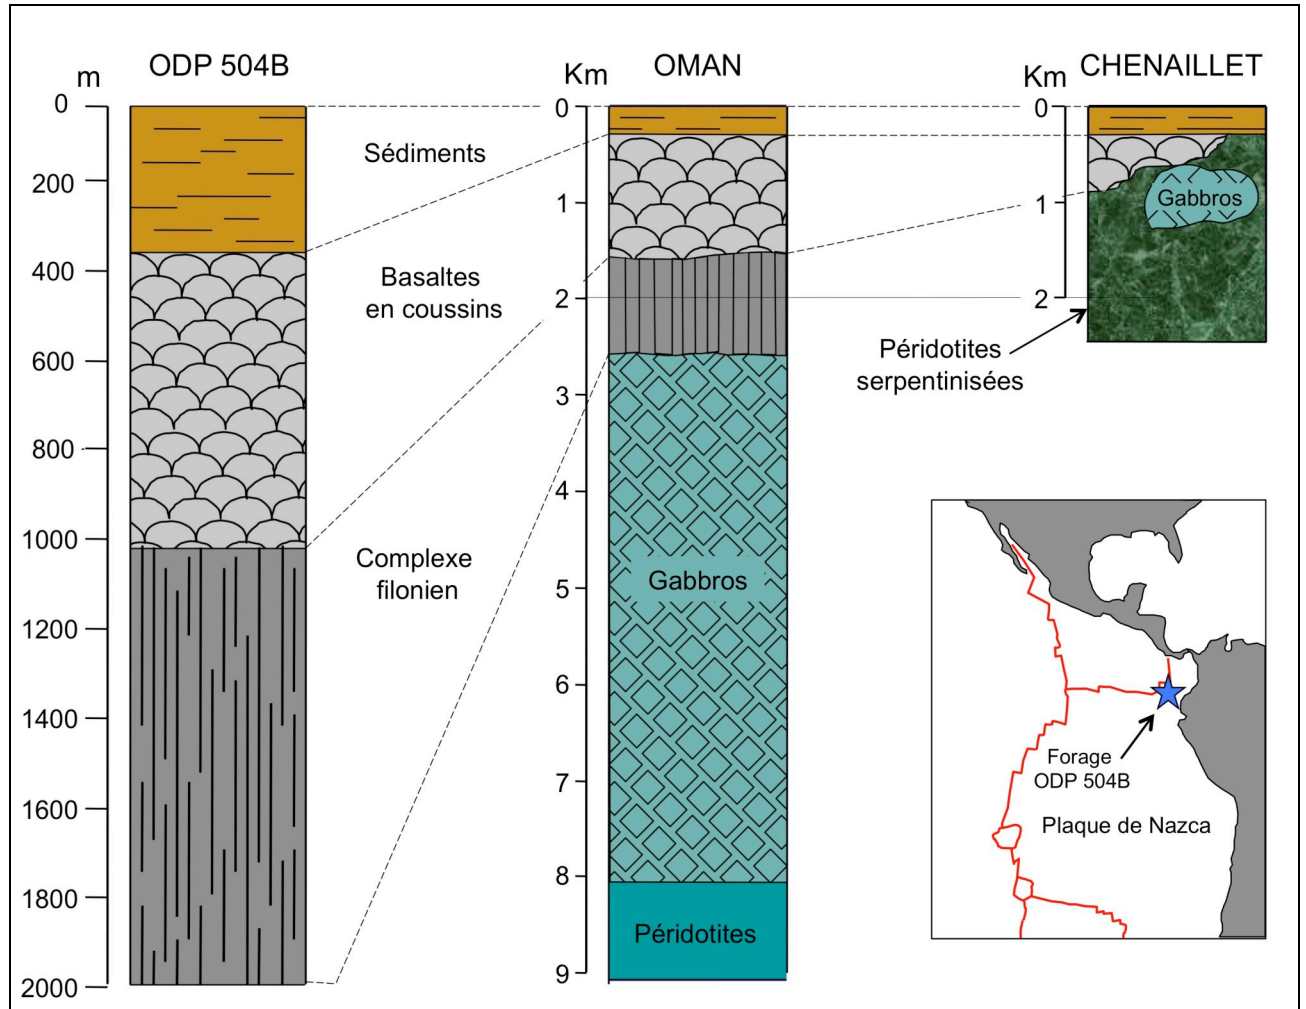 ODP 504B
OMAN
CHENAILLET
m
Km
Km
0
200
400
600
800
1000
1200
1400
1600
1800
2000
Sédiments
Basaltes
en coussins
Complexe
filonien
0
1
2
3
4
5
6
7
8
9
Gabbros
Péridotites
0
1
2
Gabbros
Péridotites
serpentinisées
Forage
ODP 504B
Plaque de Nazca